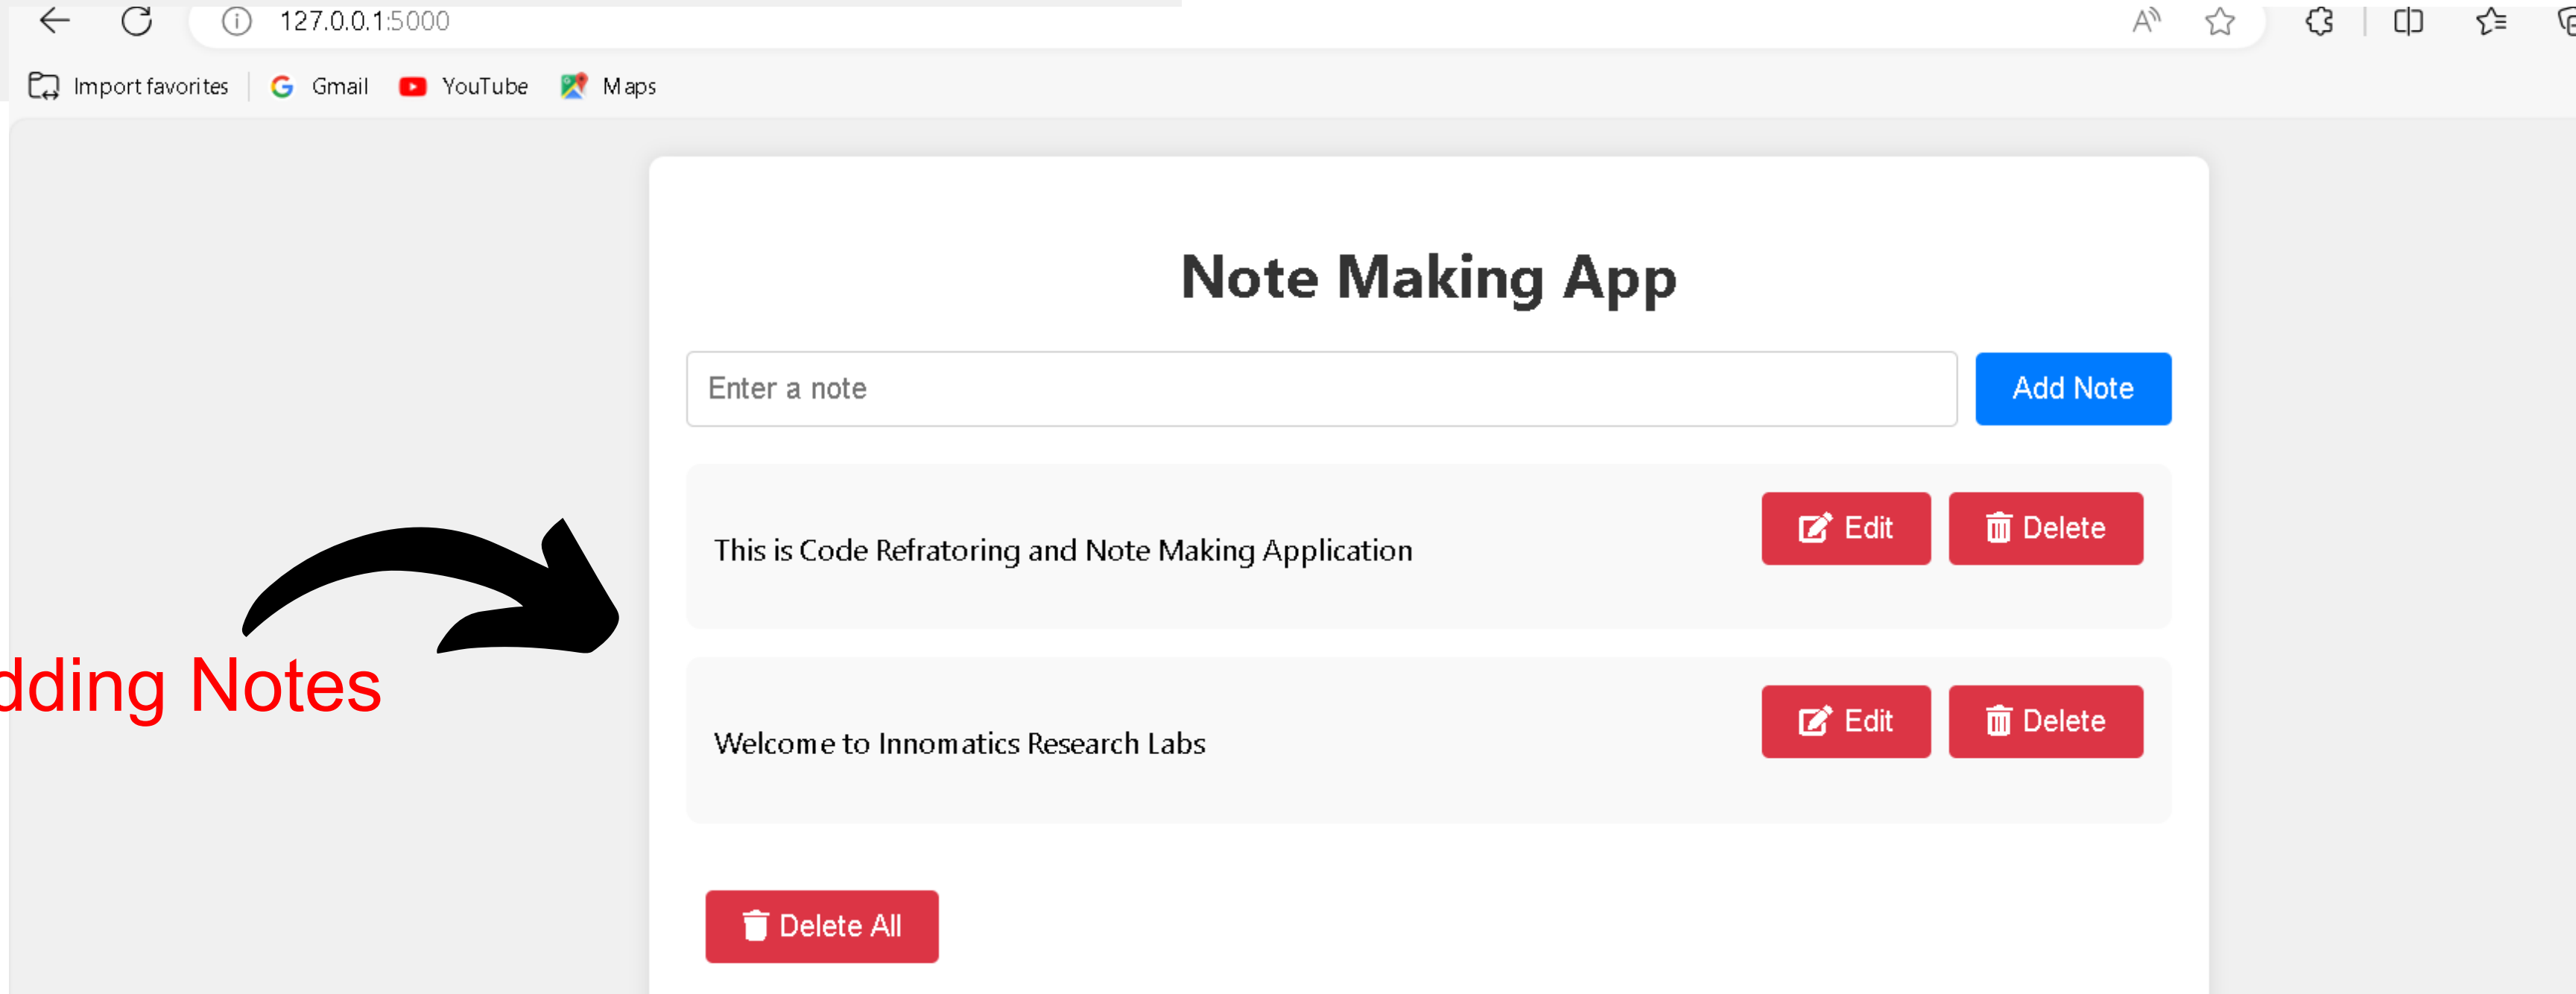 127.0.0.1:5000
Import favorites Gmail YouTube Maps
Note Making App
Enter a note Add Note
This is Code Refratoring and Note Making Application Edit Delete
dding Notes
Welcome to Innomatics Research Labs Edit Delete
Delete All